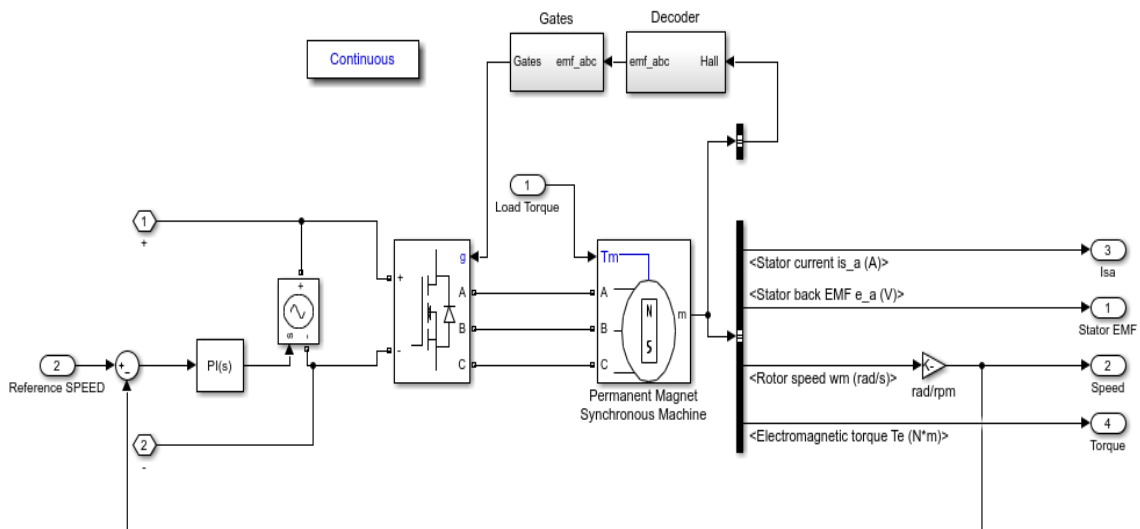 Gates
Decoder
Continuous
Gates
emf_abc
emf_abc
Hall
1
Load Torque
1
+
g
+
A
B
C
-
Tm
A
B
C
m
N
S
Permanent Magnet
Synchronous Machine
+
s
-
2
Reference SPEED
+
-
PI(s)
2
-
<Stator current is_a (A)>
3
Isa
<Stator back EMF e_a (V)>
1
Stator EMF
<Rotor speed wm (rad/s)>
K-
rad/rpm
2
Speed
<Electromagnetic torque Te (N*m)>
4
Torque